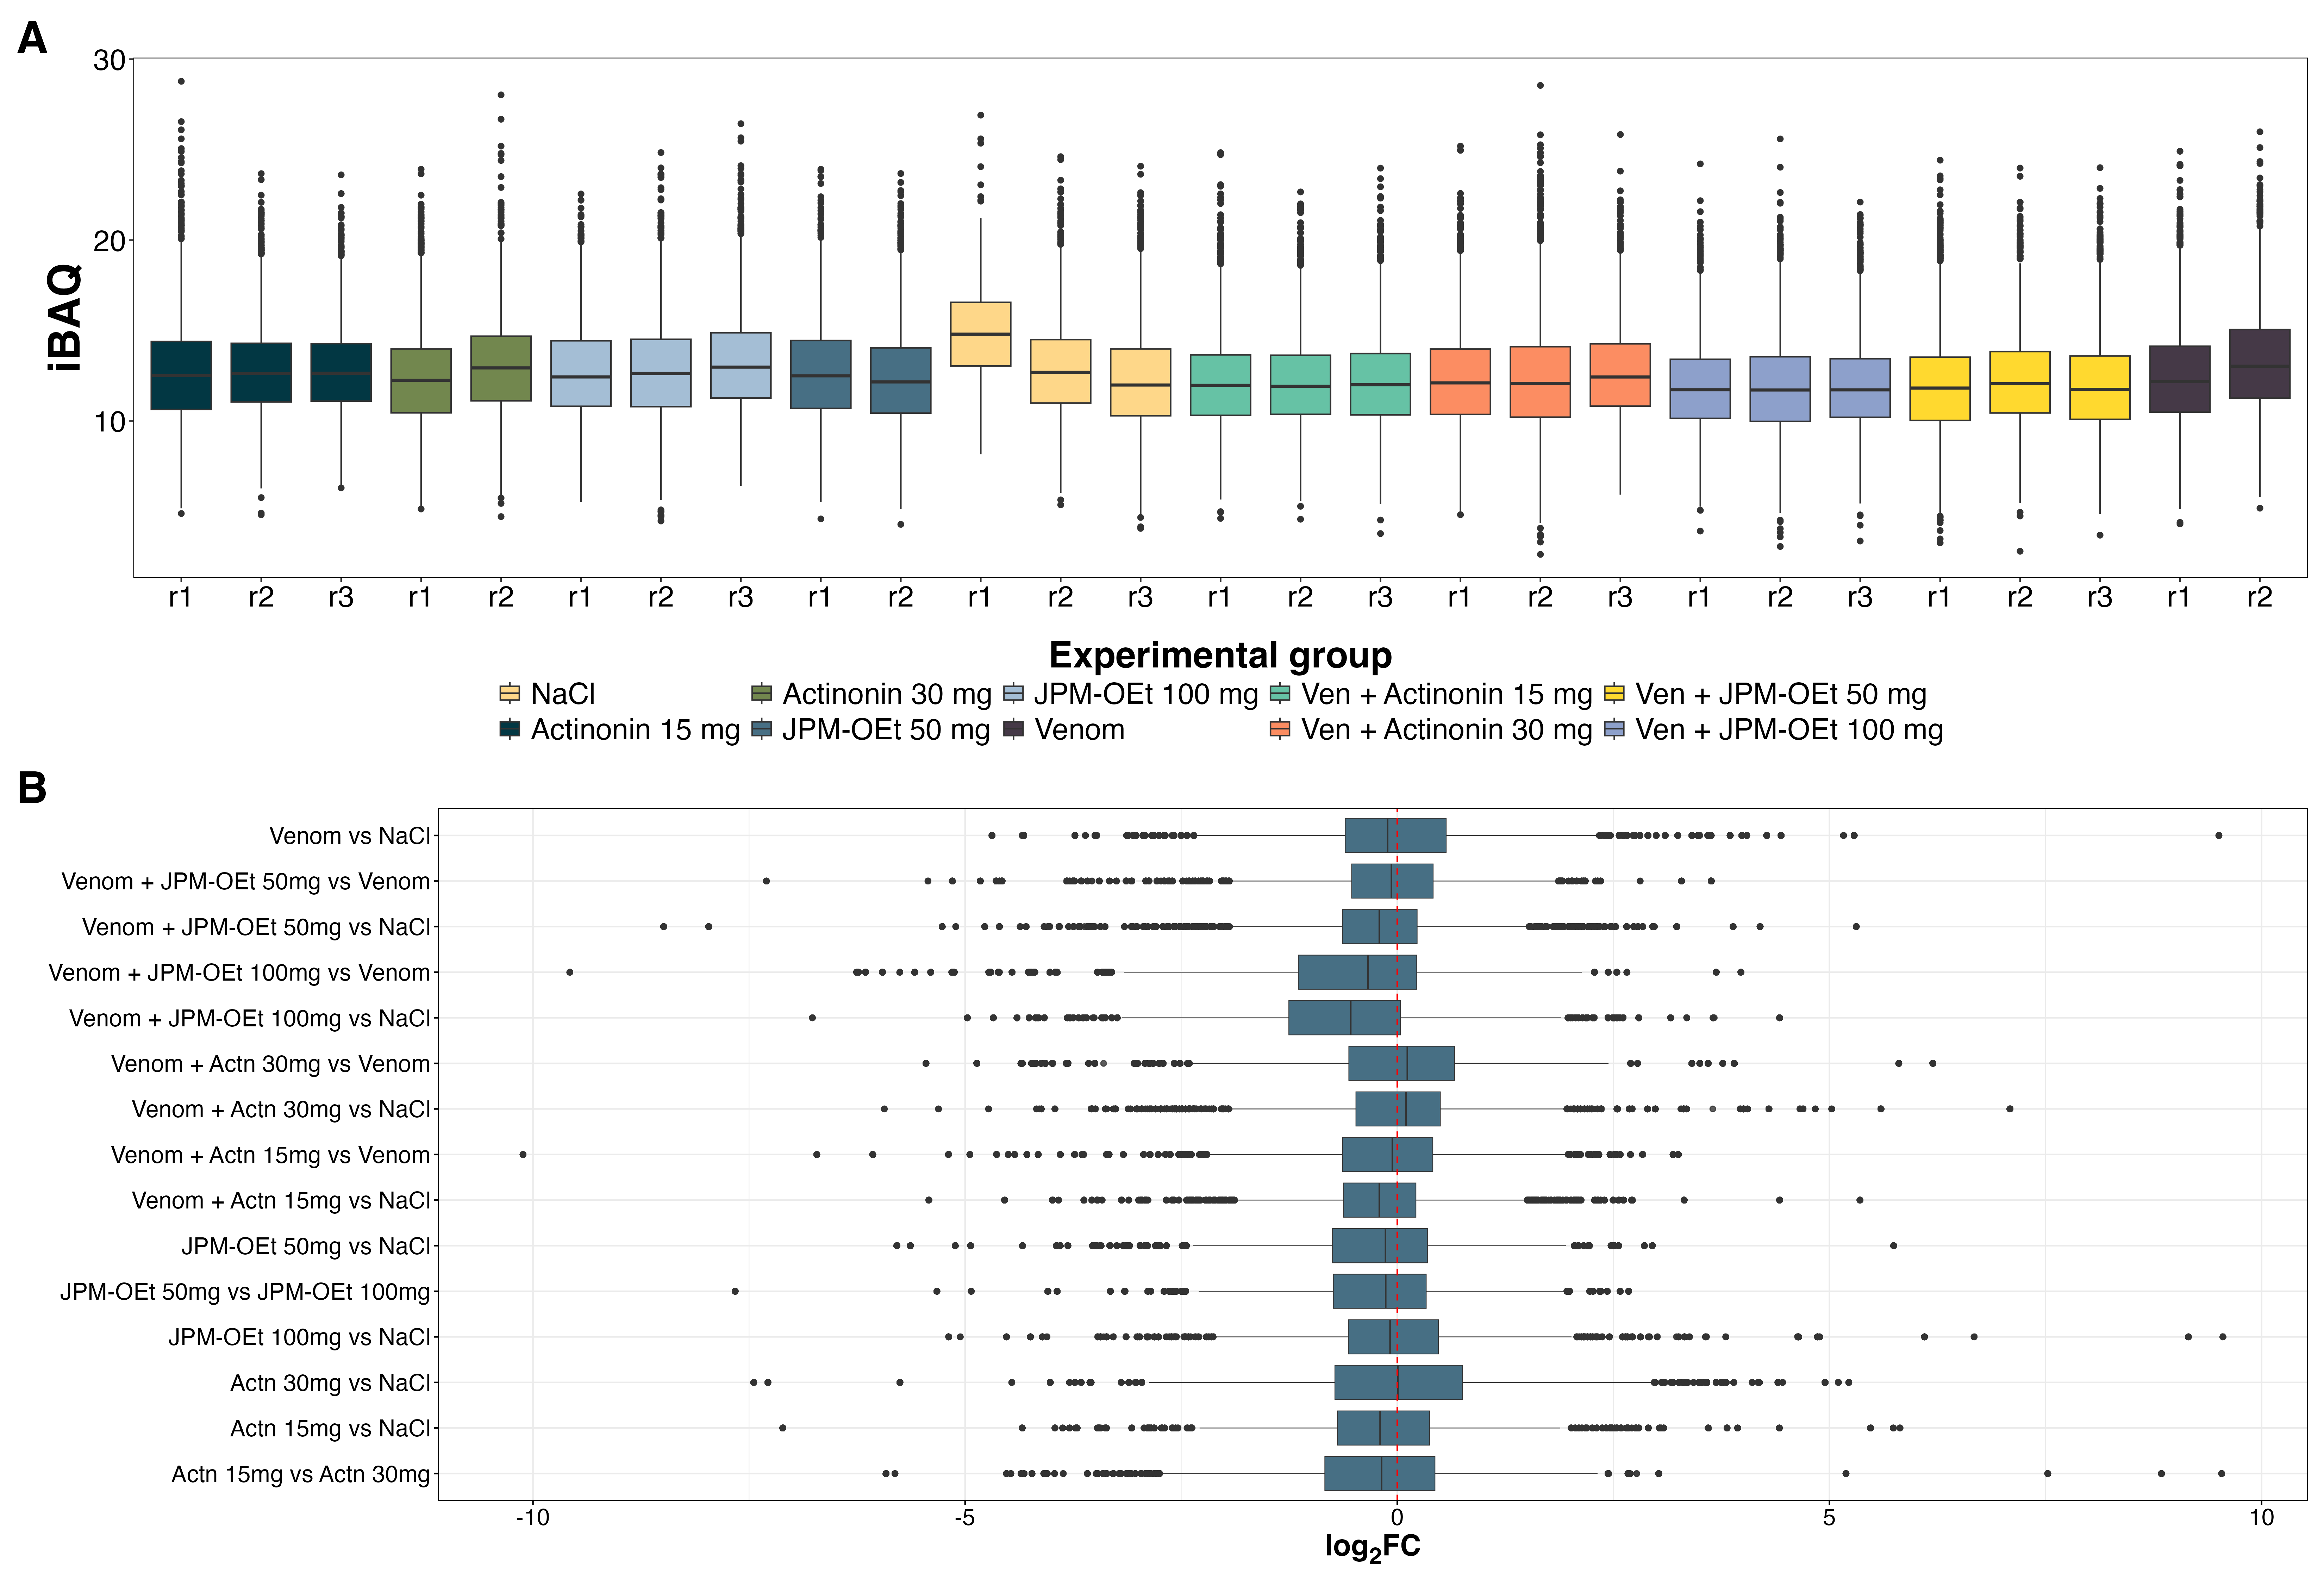 A
30
20
10
iBAQ
r1 r2 r3 r1 r2 r1 r2 r3 r1 r2 r1 r2 r3 r1 r2 r3 r1 r2 r3 r1 r2 r3 r1 r2 r3 r1 r2
Experimental group
NaCl Actinonin 30 mg JPM-OEt 100 mg Ven + Actinonin 15 mg Ven + JPM-OEt 50 mg
Actinonin 15 mg JPM-OEt 50 mg Venom Ven + Actinonin 30 mg Ven + JPM-OEt 100 mg
B
Venom vs NaCl
Venom + JPM-OEt 50mg vs Venom
Venom + JPM-OEt 50mg vs NaCl
Venom + JPM-OEt 100mg vs Venom
Venom + JPM-OEt 100mg vs NaCl
Venom + Actn 30mg vs Venom
Venom + Actn 30mg vs NaCl
Venom + Actn 15mg vs Venom
Venom + Actn 15mg vs NaCl
JPM-OEt 50mg vs NaCl
JPM-OEt 50mg vs JPM-OEt 100mg
JPM-OEt 100mg vs NaCl
Actn 30mg vs NaCl
Actn 15mg vs NaCl
Actn 15mg vs Actn 30mg
-10 -5 0 5 10
log₂FC